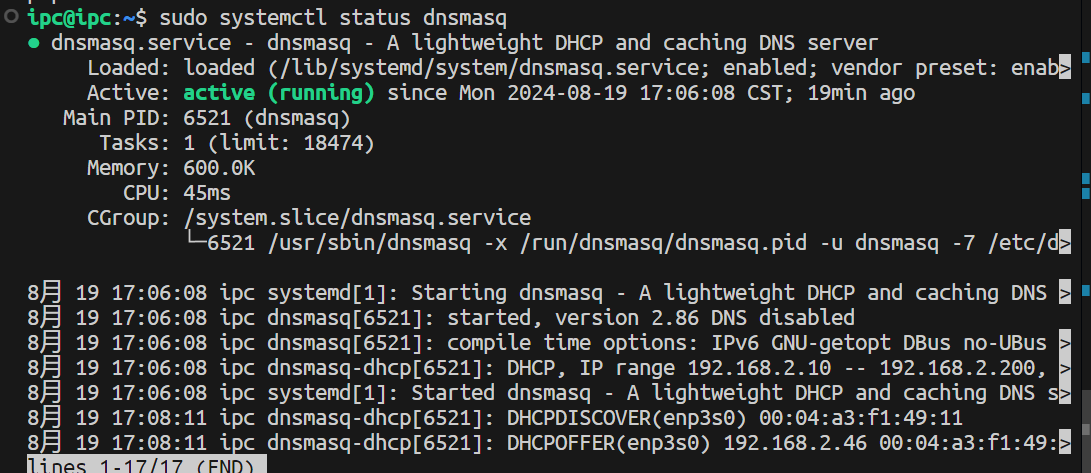 ipc@ipc:~$ sudo systemctl status dnsmasq
● dnsmasq.service - dnsmasq - A lightweight DHCP and caching DNS server
Loaded: loaded (/lib/systemd/system/dnsmasq.service; enabled; vendor preset: enab>
Active: active (running) since Mon 2024-08-19 17:06:08 CST; 19min ago
Main PID: 6521 (dnsmasq)
Tasks: 1 (limit: 18474)
Memory: 600.0K
CPU: 45ms
CGroup: /system.slice/dnsmasq.service
└─6521 /usr/sbin/dnsmasq -x /run/dnsmasq/dnsmasq.pid -u dnsmasq -7 /etc/d>
8月 19 17:06:08 ipc systemd[1]: Starting dnsmasq - A lightweight DHCP and caching DNS >
8月 19 17:06:08 ipc dnsmasq[6521]: started, version 2.86 DNS disabled
8月 19 17:06:08 ipc dnsmasq[6521]: compile time options: IPv6 GNU-getopt DBus no-UBus >
8月 19 17:06:08 ipc dnsmasq-dhcp[6521]: DHCP, IP range 192.168.2.10 -- 192.168.2.200, >
8月 19 17:06:08 ipc systemd[1]: Started dnsmasq - A lightweight DHCP and caching DNS s>
8月 19 17:08:11 ipc dnsmasq-dhcp[6521]: DHCPDISCOVER(enp3s0) 00:04:a3:f1:49:11
8月 19 17:08:11 ipc dnsmasq-dhcp[6521]: DHCPOFFER(enp3s0) 192.168.2.46 00:04:a3:f1:49:>
lines 1-17/17 (END)